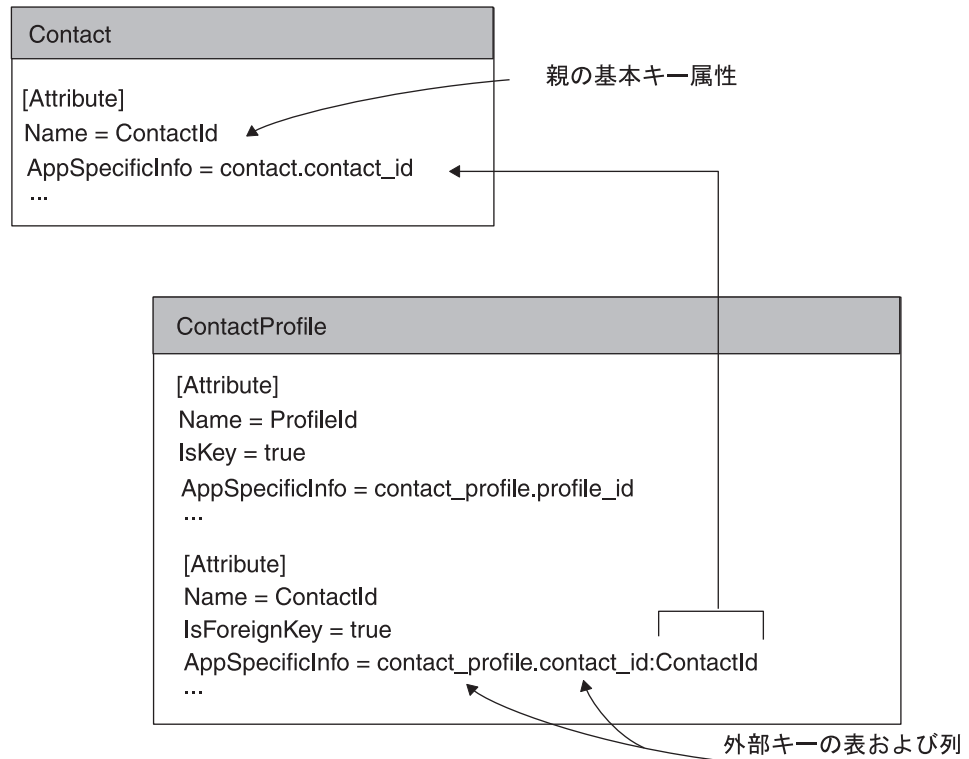 Contact
親の基本キー属性
[Attribute]
Name = ContactId
AppSpecificInfo = contact.contact_id
...
ContactProfile
[Attribute]
Name = ProfileId
IsKey = true
AppSpecificInfo = contact_profile.profile_id
...
[Attribute]
Name = ContactId
IsForeignKey = true
AppSpecificInfo = contact_profile.contact_id:ContactId
...
外部キーの表および列